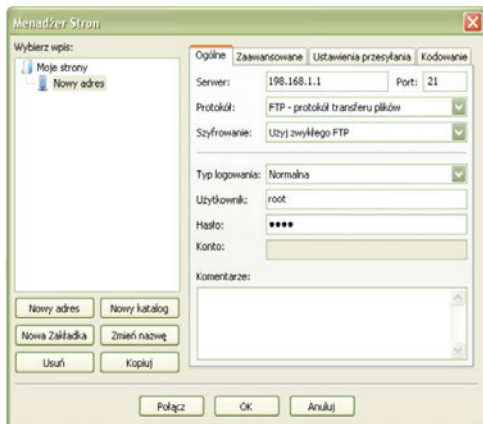 Menadżer Stron
Wybierz wpis:
Moje strony
Nowy adres
Nowy adres Nowy katalog
Nowa Zakładka Zmień nazwę
Usuń Kopiuj
Ogólne Zaawansowane Ustawienia przesyłania Kodowanie
Serwer: 198.168.1.1 Port: 21
Protokół: FTP - protokół transferu plików
Szyfrowanie: Użyj zwykłego FTP
Typ logowania: Normalna
Użytkownik: root
Hasło: ●●●●
Konto:
Komentarze:
Połącz OK Anuluj